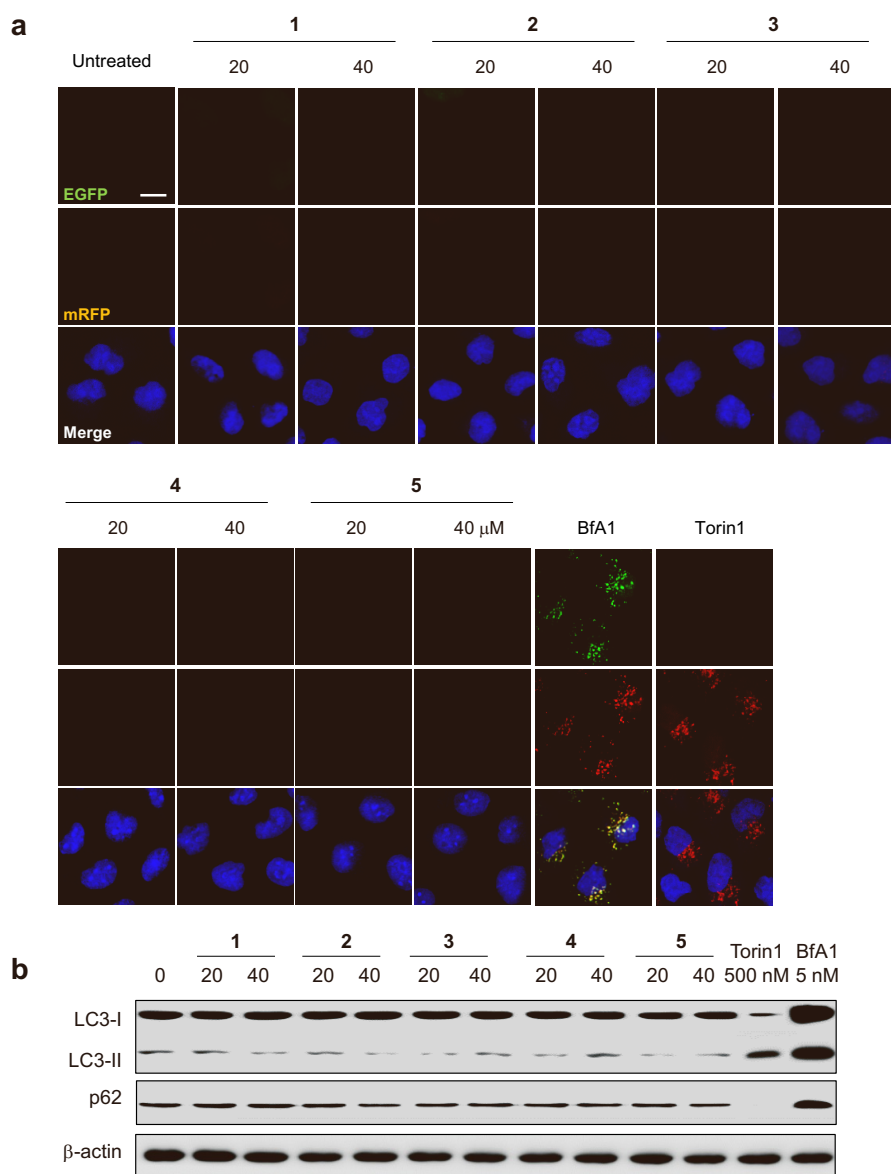 a
1 2 3
Untreated 20 40 20 40 20 40
EGFP
mRFP
Merge
4 5
20 40 20 40 μM BfA1 Torin1
b
1 2 3 4 5 Torin1 BfA1
0 20 40 20 40 20 40 20 40 20 40 500 nM 5 nM
LC3-I
LC3-II
p62
β-actin